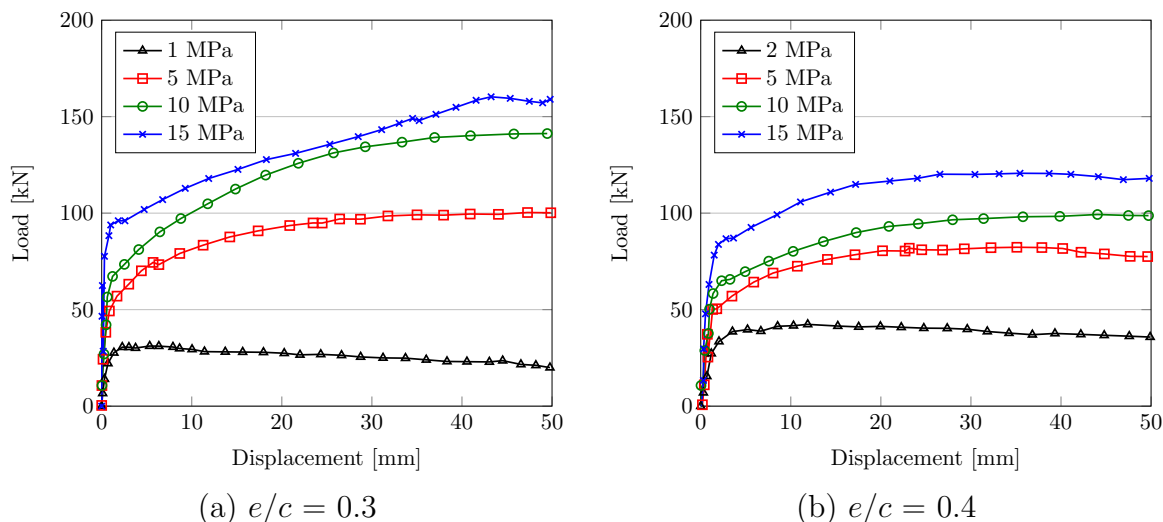 200
150
100
50
0
0 10 20 30 40 50
Load [kN]
Displacement [mm]
1 MPa
5 MPa
10 MPa
15 MPa
(a) e/c = 0.3
200
150
100
50
0
0 10 20 30 40 50
Load [kN]
Displacement [mm]
2 MPa
5 MPa
10 MPa
15 MPa
(b) e/c = 0.4